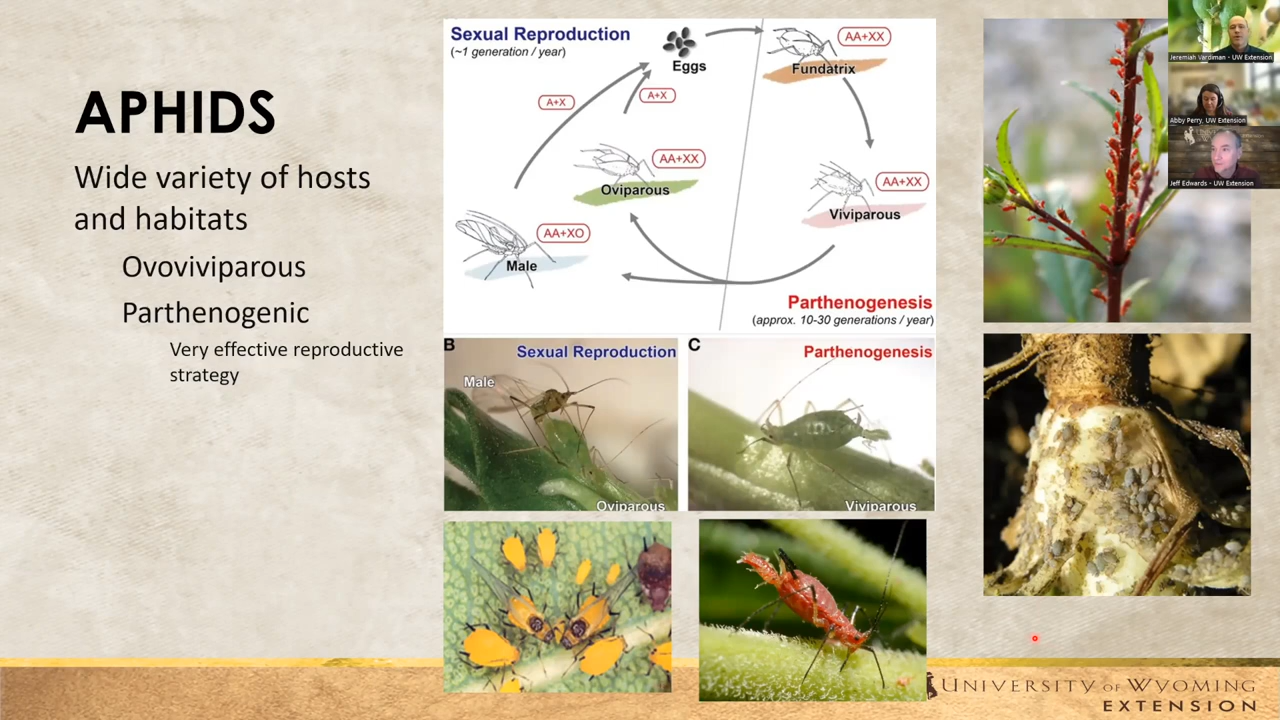 APHIDS
Wide variety of hosts
and habitats
Ovoviviparous
Parthenogenic
Very effective reproductive
strategy
Sexual Reproduction
(~1 generation / year)
Eggs
AA+XX
Fundatrix
A+X
A+X
AA+XX
Oviparous
AA+XX
Viviparous
AA+XO
Male
Parthenogenesis
(approx. 10-30 generations / year)
B
Sexual Reproduction
Male
Oviparous
C
Parthenogenesis
Viviparous
Jeremiah Vardiman - UW Extension
Abby Perry, UW Extension
Jeff Edwards - UW Extension
UNIVERSITY OF WYOMING
EXTENSION